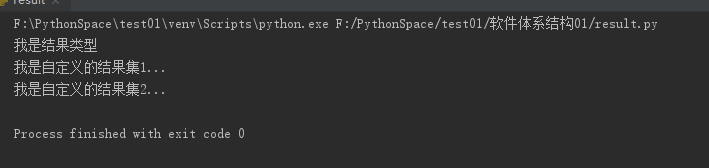 result ×
F:\PythonSpace\test01\venv\Scripts\python.exe F:/PythonSpace/test01/软件体系结构01/result.py
我是结果类型
我是自定义的结果集1...
我是自定义的结果集2...
Process finished with exit code 0